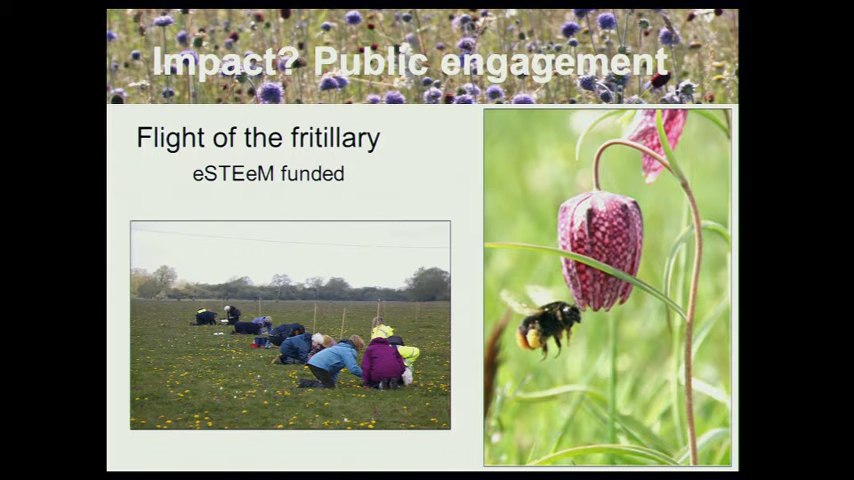 Impact? Public engagement
Flight of the fritillary
eSTEeM funded